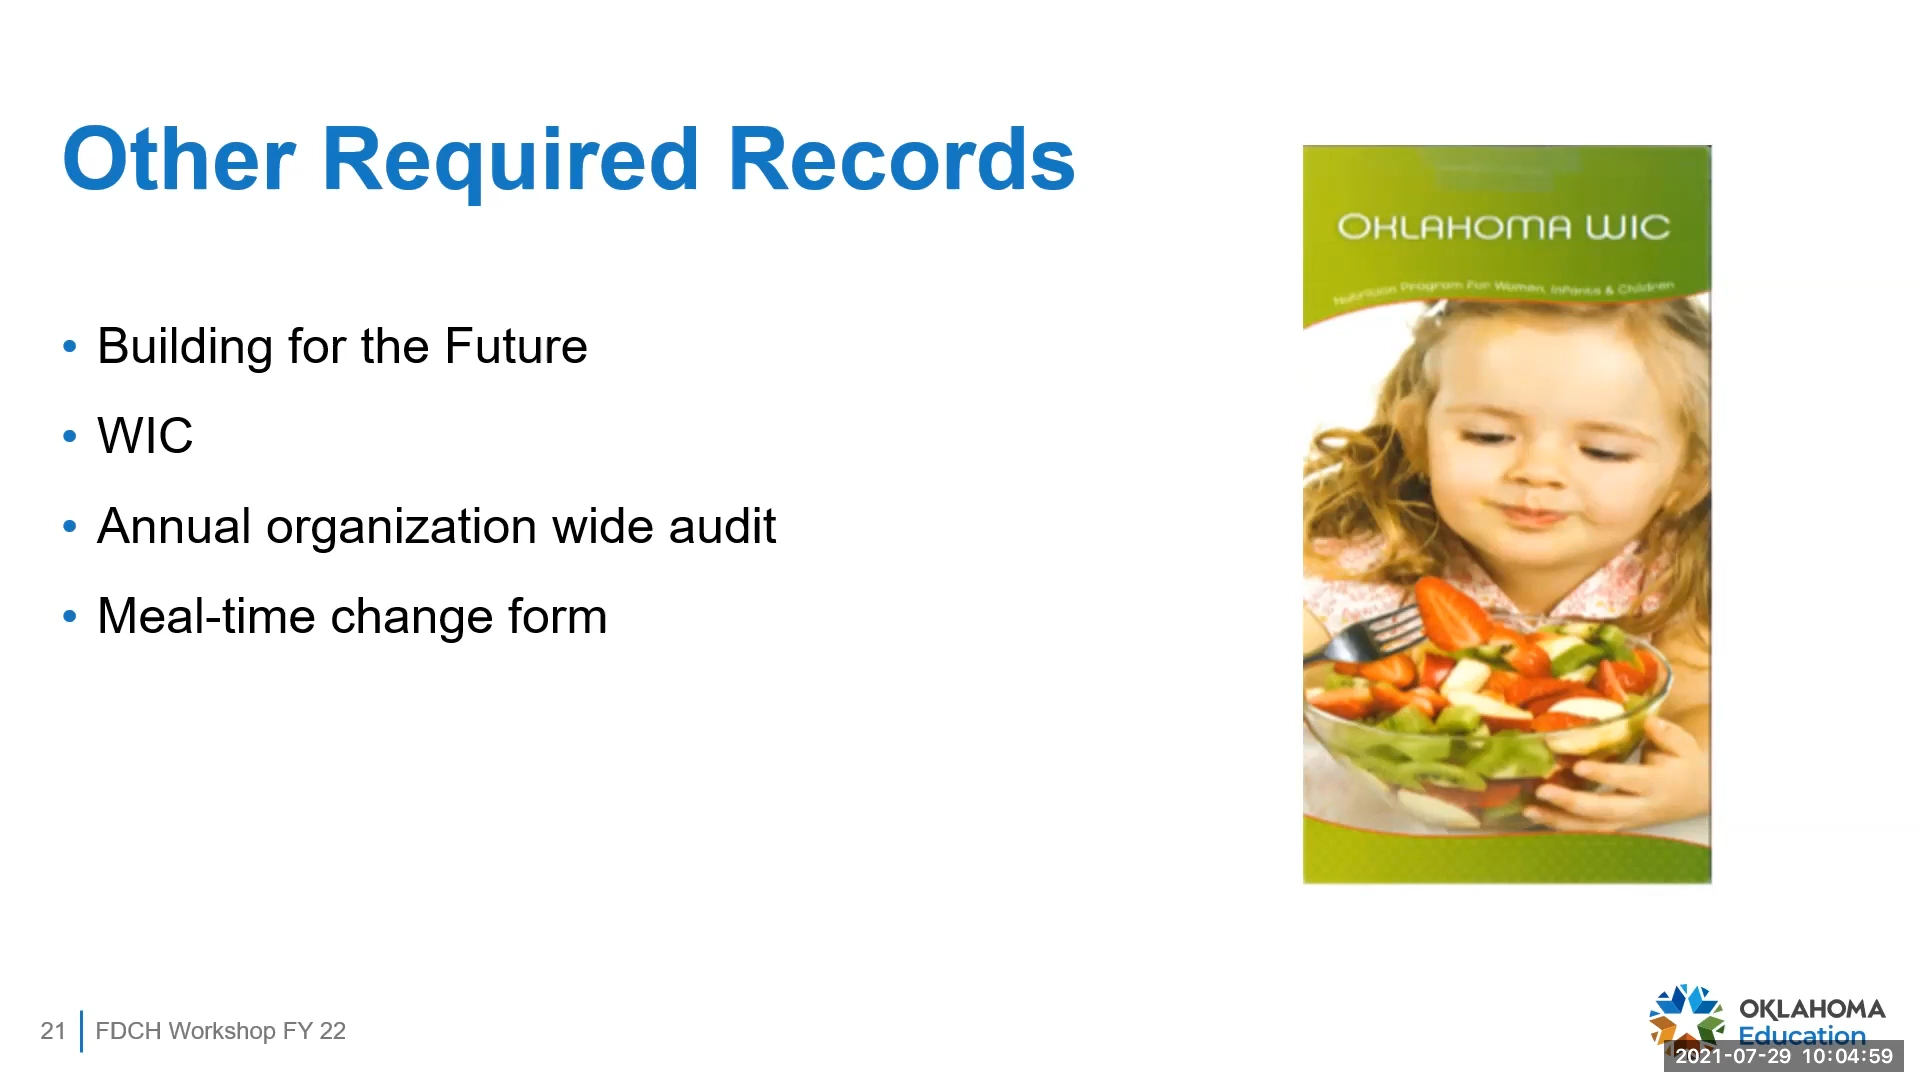 Other Required Records
• Building for the Future
• WIC
• Annual organization wide audit
• Meal-time change form
OKLAHOMA WIC
Nutrition Program For Women, Infants & Children
21
FDCH Workshop FY 22
OKLAHOMA
Education
2021-07-29 10:04:59